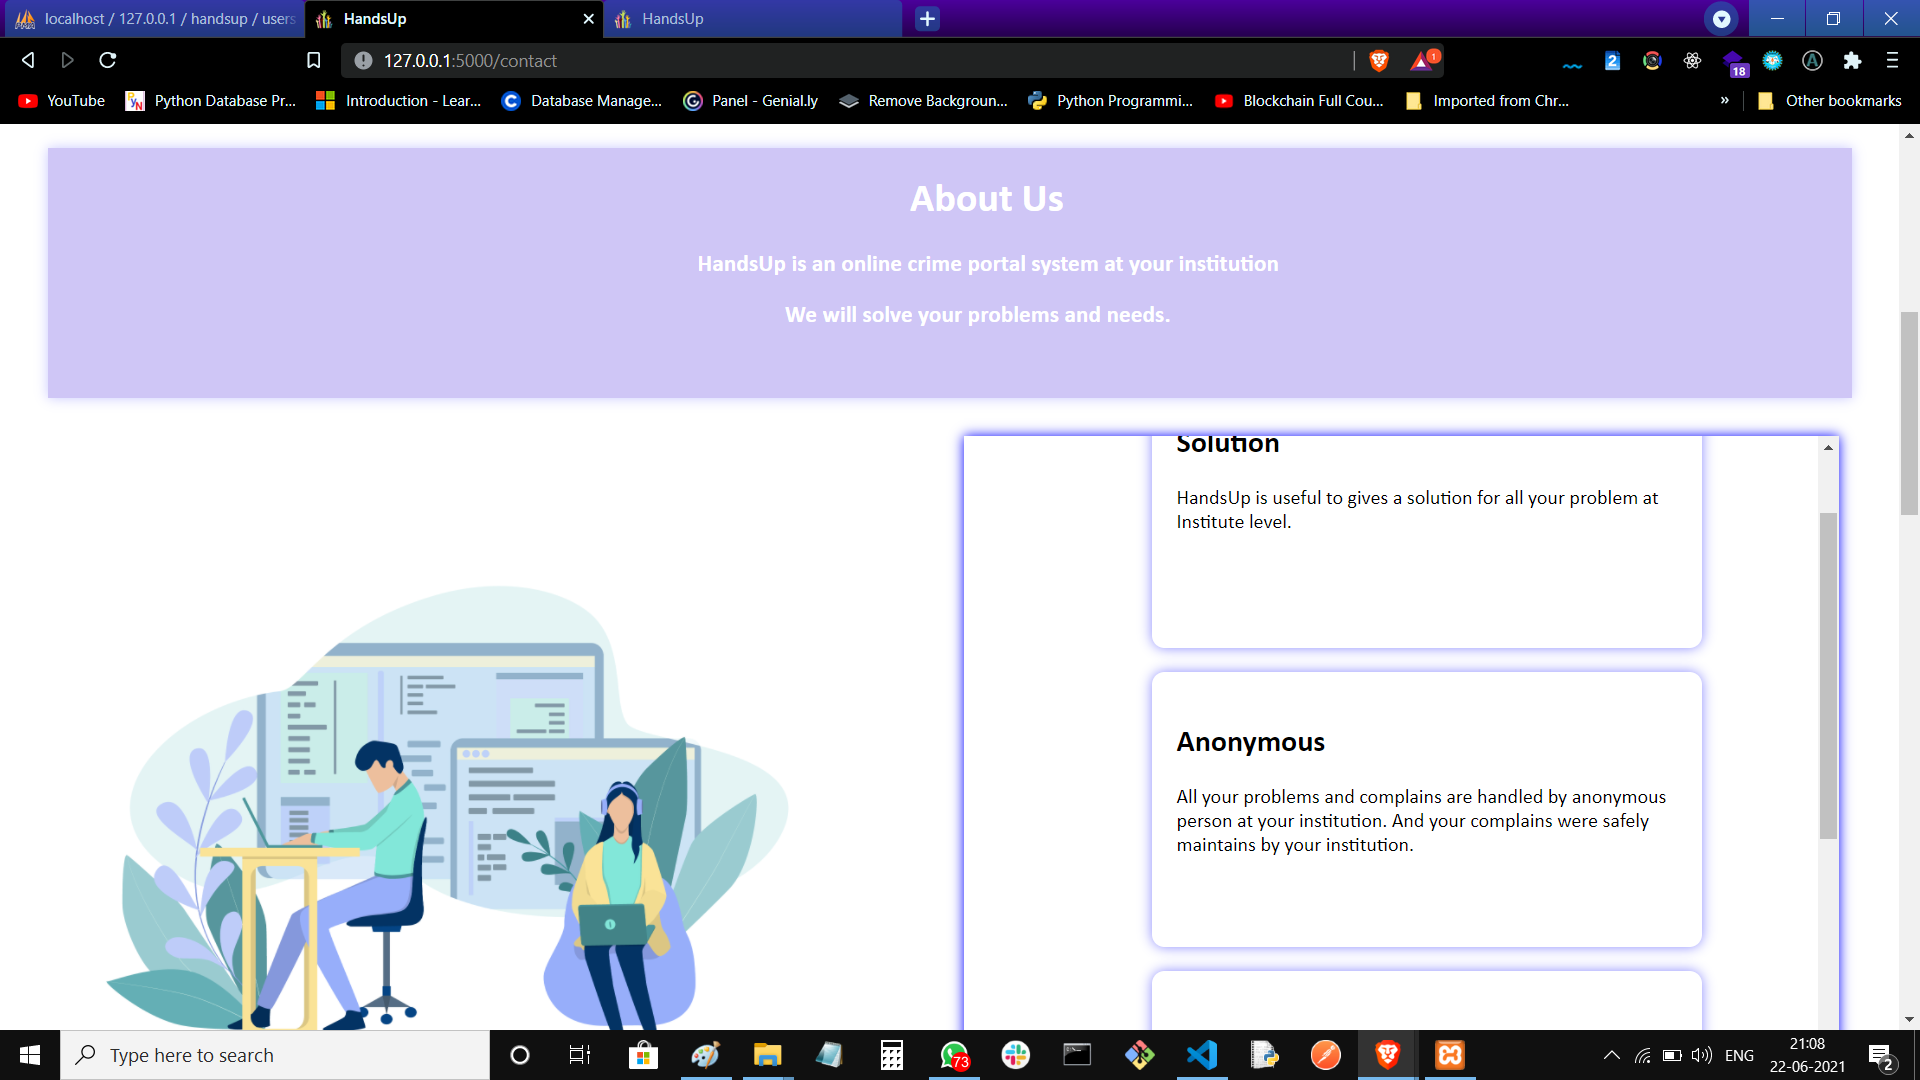 localhost / 127.0.0.1 / handsup / users
HandsUp
HandsUp
127.0.0.1:5000/contact
1
2
18
YouTube
Python Database Pr...
Introduction - Lear...
Database Manage...
Panel - Genial.ly
Remove Backgroun...
Python Programmi...
Blockchain Full Cou...
Imported from Chr...
»
Other bookmarks
About Us
HandsUp is an online crime portal system at your institution
We will solve your problems and needs.
Solution
HandsUp is useful to gives a solution for all your problem at
Institute level.
Anonymous
All your problems and complains are handled by anonymous
person at your institution. And your complains were safely
maintains by your institution.
Type here to search
73
ENG
21:08
22-06-2021
2